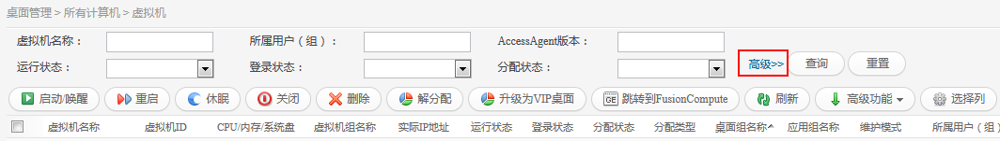 桌面管理 > 所有计算机 > 虚拟机
虚拟机名称： 所属用户（组）： AccessAgent版本：
运行状态： 登录状态： 分配状态： 高级>> 查询 重置
启动/唤醒 重启 休眠 关闭 删除 解分配 升级为VIP桌面 GE 跳转到FusionCompute 刷新 高级功能 选择列
虚拟机名称 虚拟机ID CPU/内存/系统盘 虚拟机组名称 实际IP地址 运行状态 登录状态 分配状态 分配类型 桌面组名称 应用组名称 维护模式 所属用户（组）